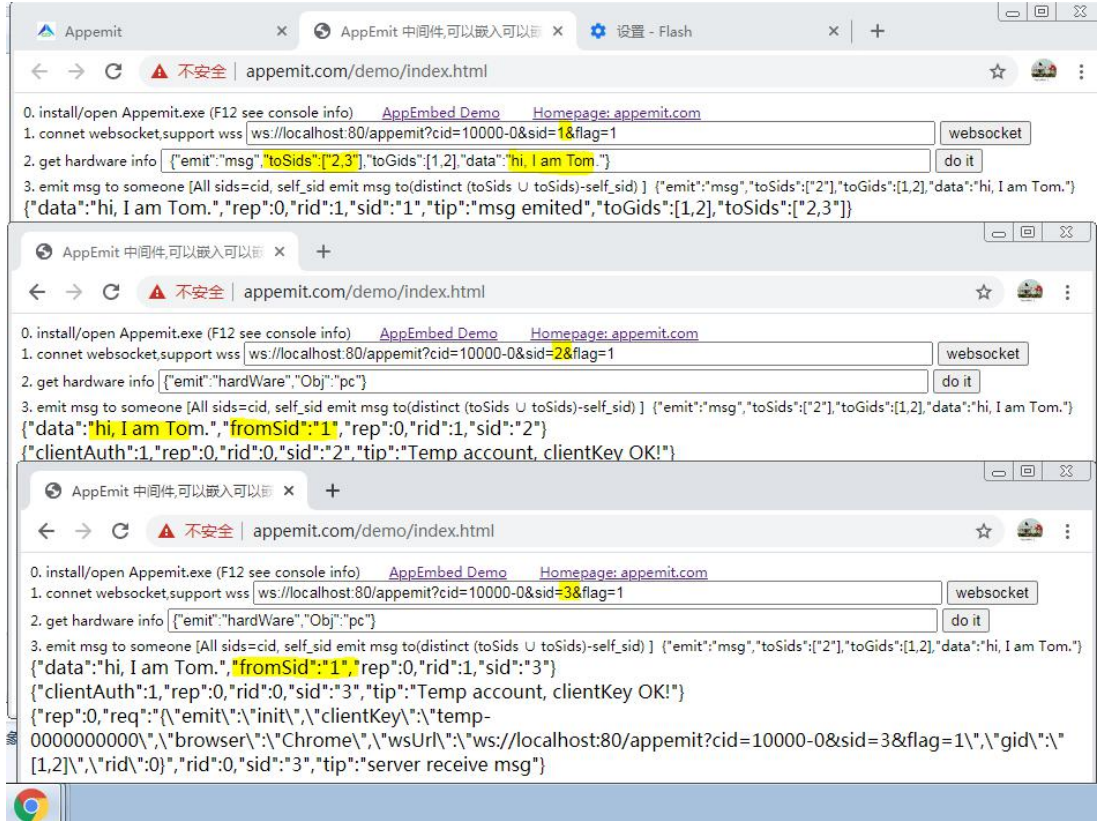 Appemit
AppEmit 中间件,可以嵌入可以
设置 - Flash
不安全 appemit.com/demo/index.html
0. install/open Appemit.exe (F12 see console info) AppEmbed Demo Homepage: appemit.com
1. connet websocket,support wss ws://localhost:80/appemit?cid=10000-0&sid=1&flag=1 websocket
2. get hardware info {"emit":"msg","toSids":["2,3"],"toGids":[1,2],"data":"hi, I am Tom."} do it
3. emit msg to someone [All sids=cid, self_sid emit msg to(distinct (toSids ∪ toSids)-self_sid) ] {"emit":"msg","toSids":["2"],"toGids":[1,2],"data":"hi, I am Tom."}
{"data":"hi, I am Tom.","rep":0,"rid":1,"sid":"1","tip":"msg emited","toGids":[1,2],"toSids":["2,3"]}
AppEmit 中间件,可以嵌入可以
不安全 appemit.com/demo/index.html
0. install/open Appemit.exe (F12 see console info) AppEmbed Demo Homepage: appemit.com
1. connet websocket,support wss ws://localhost:80/appemit?cid=10000-0&sid=2&flag=1 websocket
2. get hardware info {"emit":"hardWare","Obj":"pc"} do it
3. emit msg to someone [All sids=cid, self_sid emit msg to(distinct (toSids ∪ toSids)-self_sid) ] {"emit":"msg","toSids":["2"],"toGids":[1,2],"data":"hi, I am Tom."}
{"data":"hi, I am Tom.","fromSid":"1","rep":0,"rid":1,"sid":"2"}
{"clientAuth":1,"rep":0,"rid":0,"sid":"2","tip":"Temp account, clientKey OK!"}
AppEmit 中间件,可以嵌入可以
不安全 appemit.com/demo/index.html
0. install/open Appemit.exe (F12 see console info) AppEmbed Demo Homepage: appemit.com
1. connet websocket,support wss ws://localhost:80/appemit?cid=10000-0&sid=3&flag=1 websocket
2. get hardware info {"emit":"hardWare","Obj":"pc"} do it
3. emit msg to someone [All sids=cid, self_sid emit msg to(distinct (toSids ∪ toSids)-self_sid) ] {"emit":"msg","toSids":["2"],"toGids":[1,2],"data":"hi, I am Tom."}
{"data":"hi, I am Tom.","fromSid":"1","rep":0,"rid":1,"sid":"3"}
{"clientAuth":1,"rep":0,"rid":0,"sid":"3","tip":"Temp account, clientKey OK!"}
{"rep":0,"req":"{\"emit\":\"init\",\"clientKey\":\"temp-
0000000000\",\"browser\":\"Chrome\",\"wsUrl\":\"ws://localhost:80/appemit?cid=10000-0&sid=3&flag=1\",\"gid\":\"
[1,2]\",\"rid\":0}","rid":0,"sid":"3","tip":"server receive msg"}